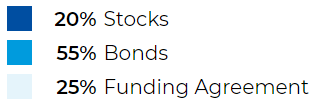 20% Stocks
55% Bonds
25% Funding Agreement